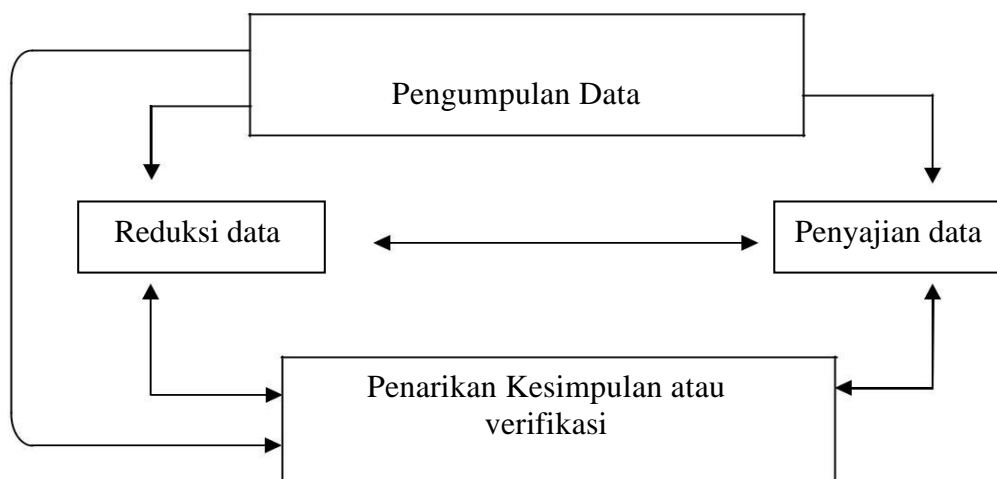 Pengumpulan Data
Reduksi data
Penyajian data
Penarikan Kesimpulan atau
verifikasi